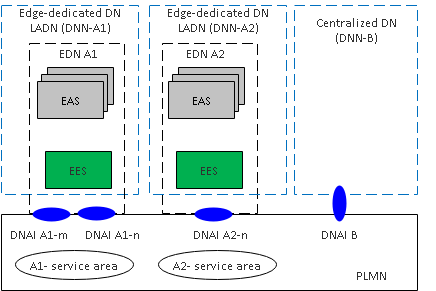 Edge-dedicated DN
LADN (DNN-A1)
EDN A1
EAS
EES
Edge-dedicated DN
LADN (DNN-A2)
EDN A2
EAS
EES
Centralized DN
(DNN-B)
DNAI A1-m
DNAI A1-n
DNAI A2-n
DNAI B
A1- service area
A2- service area
PLMN